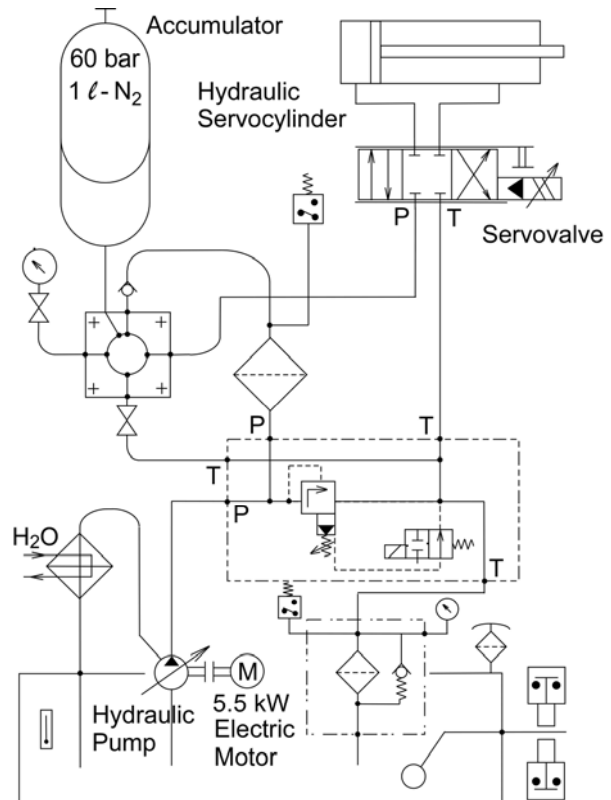 Accumulator
60 bar
1 ℓ - N₂
Hydraulic
Servocylinder
P
T
Servovalve
P
T
T
P
T
H₂O
M
5.5 kW
Electric
Motor
Hydraulic
Pump